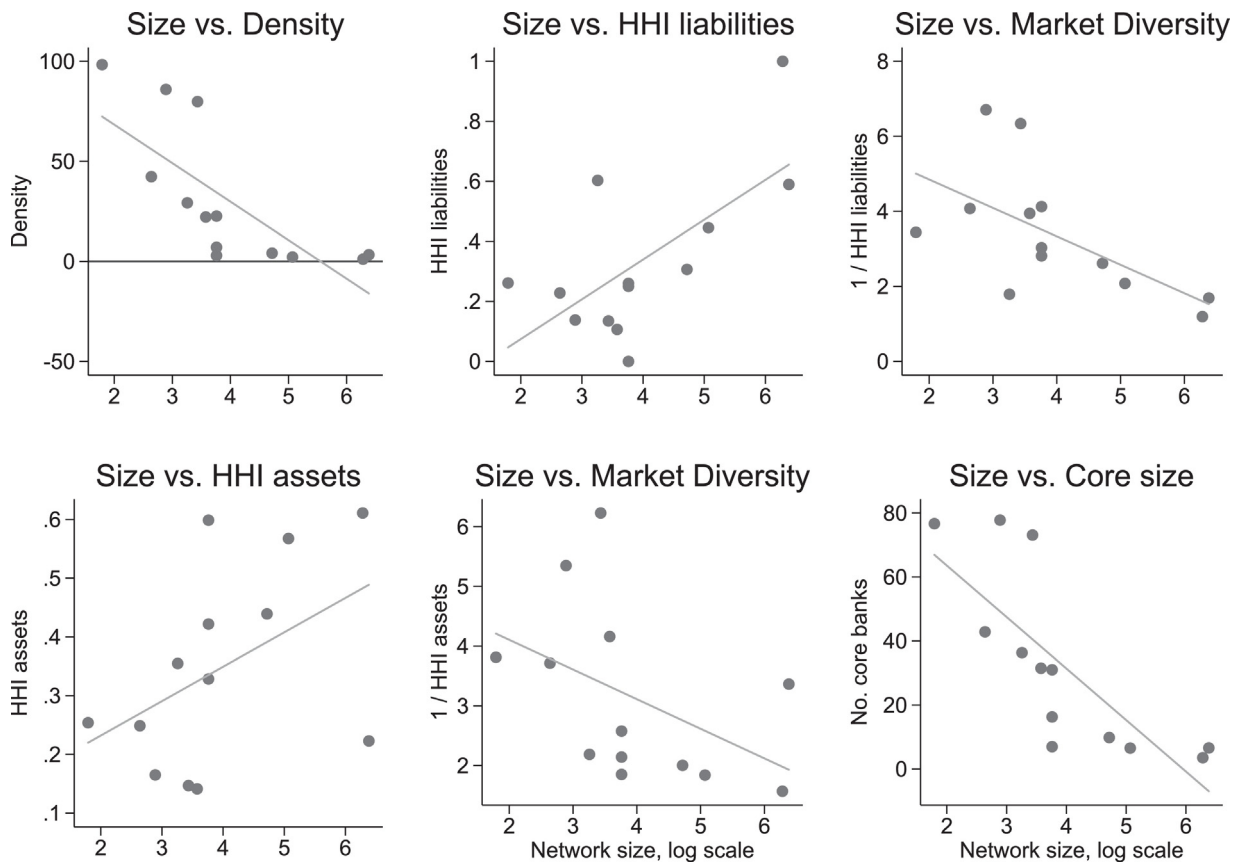 Size vs. Density
Density
100
50
0
-50
2 3 4 5 6
Size vs. HHI liabilities
HHI liabilities
1
.8
.6
.4
.2
0
2 3 4 5 6
Size vs. Market Diversity
1 / HHI liabilities
8
6
4
2
0
2 3 4 5 6
Size vs. HHI assets
HHI assets
.6
.5
.4
.3
.2
.1
2 3 4 5 6
Size vs. Market Diversity
1 / HHI assets
6
5
4
3
2
2 3 4 5 6
Network size, log scale
Size vs. Core size
No. core banks
80
60
40
20
0
2 3 4 5 6
Network size, log scale